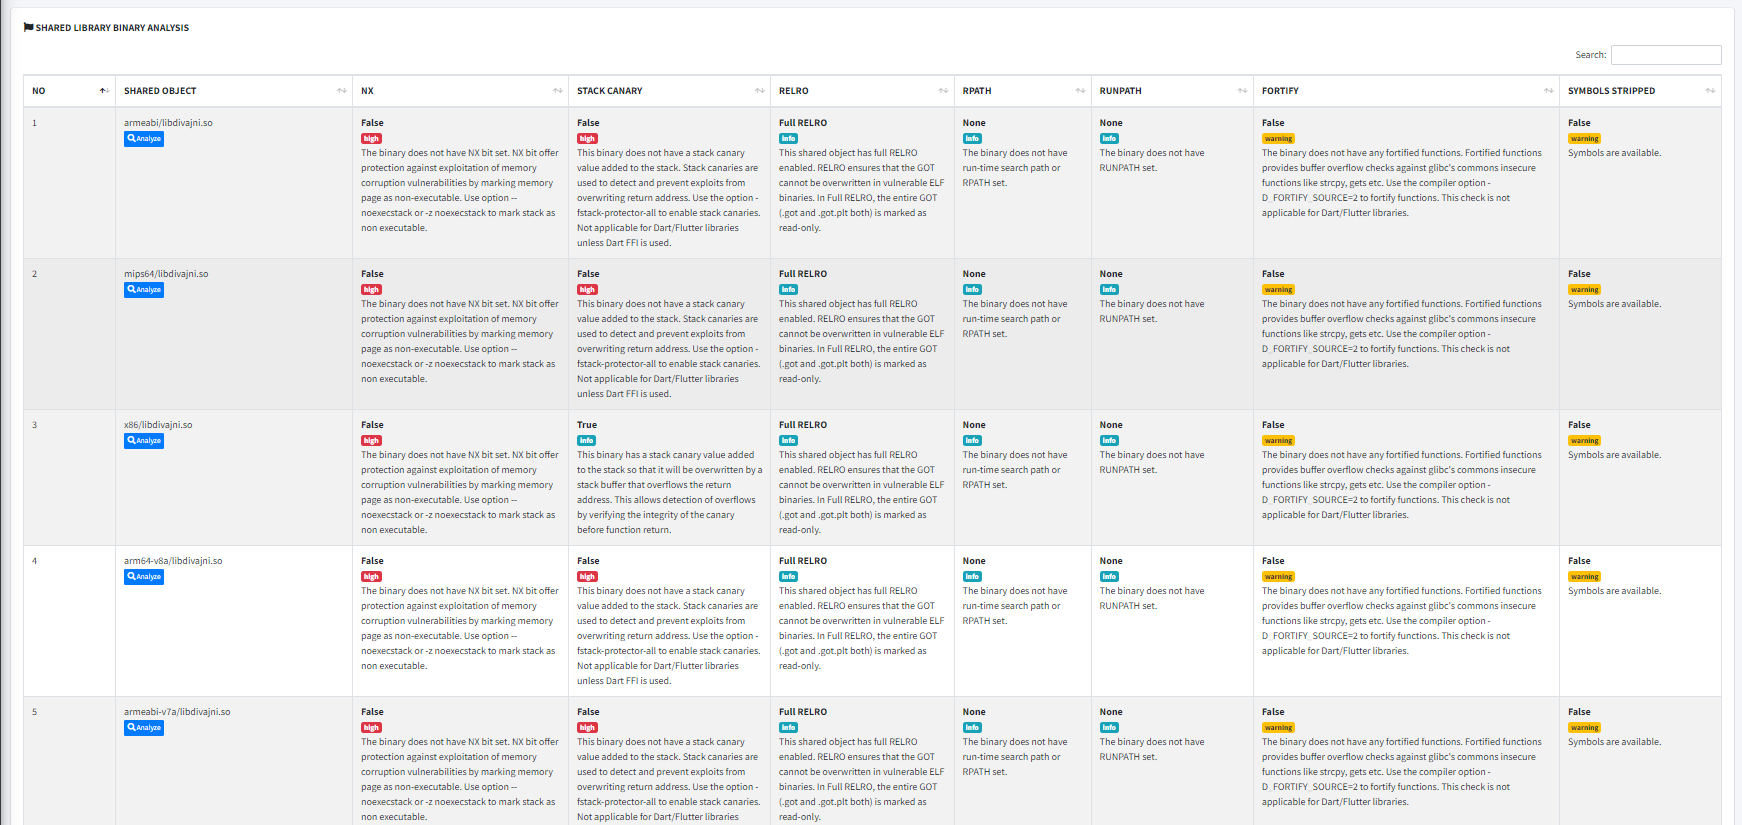 SHARED LIBRARY BINARY ANALYSIS
Search:
NO
SHARED OBJECT
NX
STACK CANARY
RELRO
RPATH
RUNPATH
FORTIFY
SYMBOLS STRIPPED
1
armeabi/libdivajni.so
Analyze
False
high
The binary does not have NX bit set. NX bit offer
protection against exploitation of memory
corruption vulnerabilities by marking memory
page as non-executable. Use option --
noexecstack or -z noexecstack to mark stack as
non executable.
False
high
This binary does not have a stack canary
value added to the stack. Stack canaries are
used to detect and prevent exploits from
overwriting return address. Use the option -
fstack-protector-all to enable stack canaries.
Not applicable for Dart/Flutter libraries
unless Dart FFI is used.
Full RELRO
info
This shared object has full RELRO
enabled. RELRO ensures that the GOT
cannot be overwritten in vulnerable ELF
binaries. In Full RELRO, the entire GOT
(.got and .got.plt both) is marked as
read-only.
None
info
The binary does not have
run-time search path or
RPATH set.
None
info
The binary does not have
RUNPATH set.
False
warning
The binary does not have any fortified functions. Fortified functions
provides buffer overflow checks against glibc's commons insecure
functions like strcpy, gets etc. Use the compiler option -
D_FORTIFY_SOURCE=2 to fortify functions. This check is not
applicable for Dart/Flutter libraries.
False
warning
Symbols are available.
2
mips64/libdivajni.so
Analyze
False
high
The binary does not have NX bit set. NX bit offer
protection against exploitation of memory
corruption vulnerabilities by marking memory
page as non-executable. Use option --
noexecstack or -z noexecstack to mark stack as
non executable.
False
high
This binary does not have a stack canary
value added to the stack. Stack canaries are
used to detect and prevent exploits from
overwriting return address. Use the option -
fstack-protector-all to enable stack canaries.
Not applicable for Dart/Flutter libraries
unless Dart FFI is used.
Full RELRO
info
This shared object has full RELRO
enabled. RELRO ensures that the GOT
cannot be overwritten in vulnerable ELF
binaries. In Full RELRO, the entire GOT
(.got and .got.plt both) is marked as
read-only.
None
info
The binary does not have
run-time search path or
RPATH set.
None
info
The binary does not have
RUNPATH set.
False
warning
The binary does not have any fortified functions. Fortified functions
provides buffer overflow checks against glibc's commons insecure
functions like strcpy, gets etc. Use the compiler option -
D_FORTIFY_SOURCE=2 to fortify functions. This check is not
applicable for Dart/Flutter libraries.
False
warning
Symbols are available.
3
x86/libdivajni.so
Analyze
False
high
The binary does not have NX bit set. NX bit offer
protection against exploitation of memory
corruption vulnerabilities by marking memory
page as non-executable. Use option --
noexecstack or -z noexecstack to mark stack as
non executable.
True
info
This binary has a stack canary value added
to the stack so that it will be overwritten by a
stack buffer that overflows the return
address. This allows detection of overflows
by verifying the integrity of the canary
before function return.
Full RELRO
info
This shared object has full RELRO
enabled. RELRO ensures that the GOT
cannot be overwritten in vulnerable ELF
binaries. In Full RELRO, the entire GOT
(.got and .got.plt both) is marked as
read-only.
None
info
The binary does not have
run-time search path or
RPATH set.
None
info
The binary does not have
RUNPATH set.
False
warning
The binary does not have any fortified functions. Fortified functions
provides buffer overflow checks against glibc's commons insecure
functions like strcpy, gets etc. Use the compiler option -
D_FORTIFY_SOURCE=2 to fortify functions. This check is not
applicable for Dart/Flutter libraries.
False
warning
Symbols are available.
4
arm64-v8a/libdivajni.so
Analyze
False
high
The binary does not have NX bit set. NX bit offer
protection against exploitation of memory
corruption vulnerabilities by marking memory
page as non-executable. Use option --
noexecstack or -z noexecstack to mark stack as
non executable.
False
high
This binary does not have a stack canary
value added to the stack. Stack canaries are
used to detect and prevent exploits from
overwriting return address. Use the option -
fstack-protector-all to enable stack canaries.
Not applicable for Dart/Flutter libraries
unless Dart FFI is used.
Full RELRO
info
This shared object has full RELRO
enabled. RELRO ensures that the GOT
cannot be overwritten in vulnerable ELF
binaries. In Full RELRO, the entire GOT
(.got and .got.plt both) is marked as
read-only.
None
info
The binary does not have
run-time search path or
RPATH set.
None
info
The binary does not have
RUNPATH set.
False
warning
The binary does not have any fortified functions. Fortified functions
provides buffer overflow checks against glibc's commons insecure
functions like strcpy, gets etc. Use the compiler option -
D_FORTIFY_SOURCE=2 to fortify functions. This check is not
applicable for Dart/Flutter libraries.
False
warning
Symbols are available.
5
armeabi-v7a/libdivajni.so
Analyze
False
high
The binary does not have NX bit set. NX bit offer
protection against exploitation of memory
corruption vulnerabilities by marking memory
page as non-executable. Use option --
noexecstack or -z noexecstack to mark stack as
non executable.
False
high
This binary does not have a stack canary
value added to the stack. Stack canaries are
used to detect and prevent exploits from
overwriting return address. Use the option -
fstack-protector-all to enable stack canaries.
Not applicable for Dart/Flutter libraries
Full RELRO
info
This shared object has full RELRO
enabled. RELRO ensures that the GOT
cannot be overwritten in vulnerable ELF
binaries. In Full RELRO, the entire GOT
(.got and .got.plt both) is marked as
read-only.
None
info
The binary does not have
run-time search path or
RPATH set.
None
info
The binary does not have
RUNPATH set.
False
warning
The binary does not have any fortified functions. Fortified functions
provides buffer overflow checks against glibc's commons insecure
functions like strcpy, gets etc. Use the compiler option -
D_FORTIFY_SOURCE=2 to fortify functions. This check is not
applicable for Dart/Flutter libraries.
False
warning
Symbols are available.